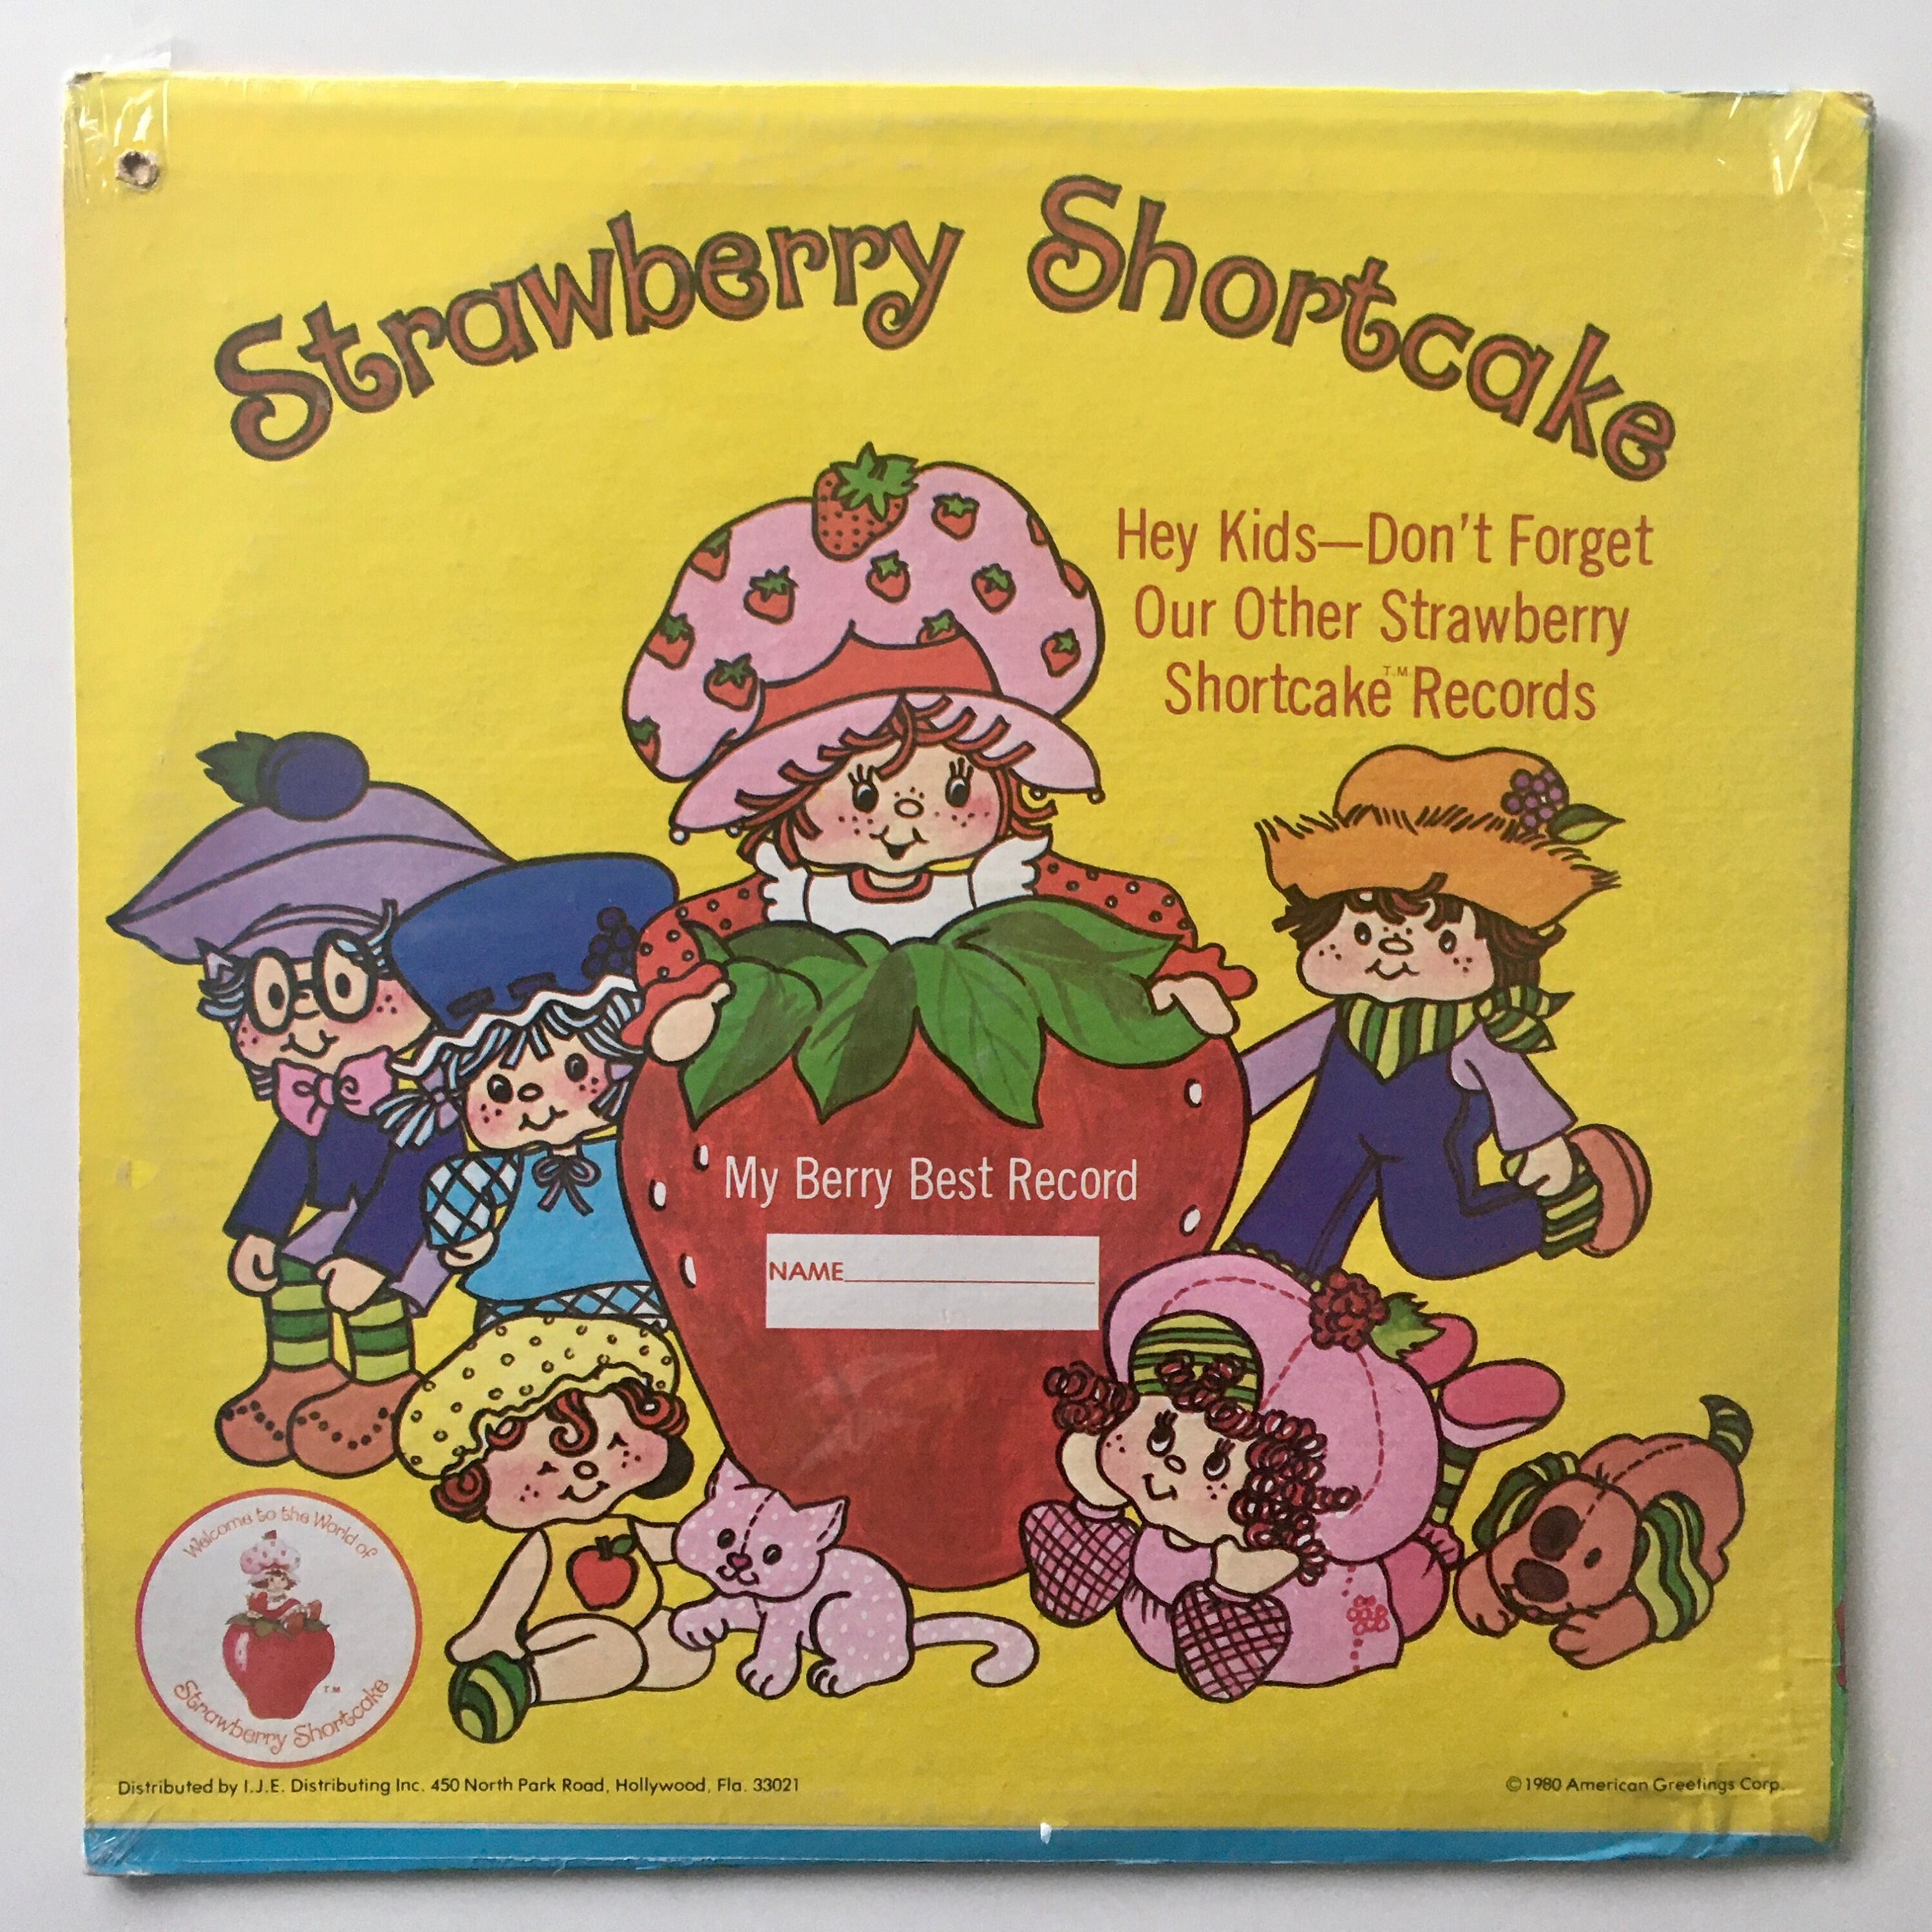 Strawberry Shortcake
Hey Kids—Don't Forget
Our Other Strawberry
Shortcake™ Records
My Berry Best Record
NAME
Welcome to the World of
Strawberry Shortcake
T.M.
Distributed by I.J.E. Distributing Inc. 450 North Park Road, Hollywood, Fla. 33021
©1980 American Greetings Corp.